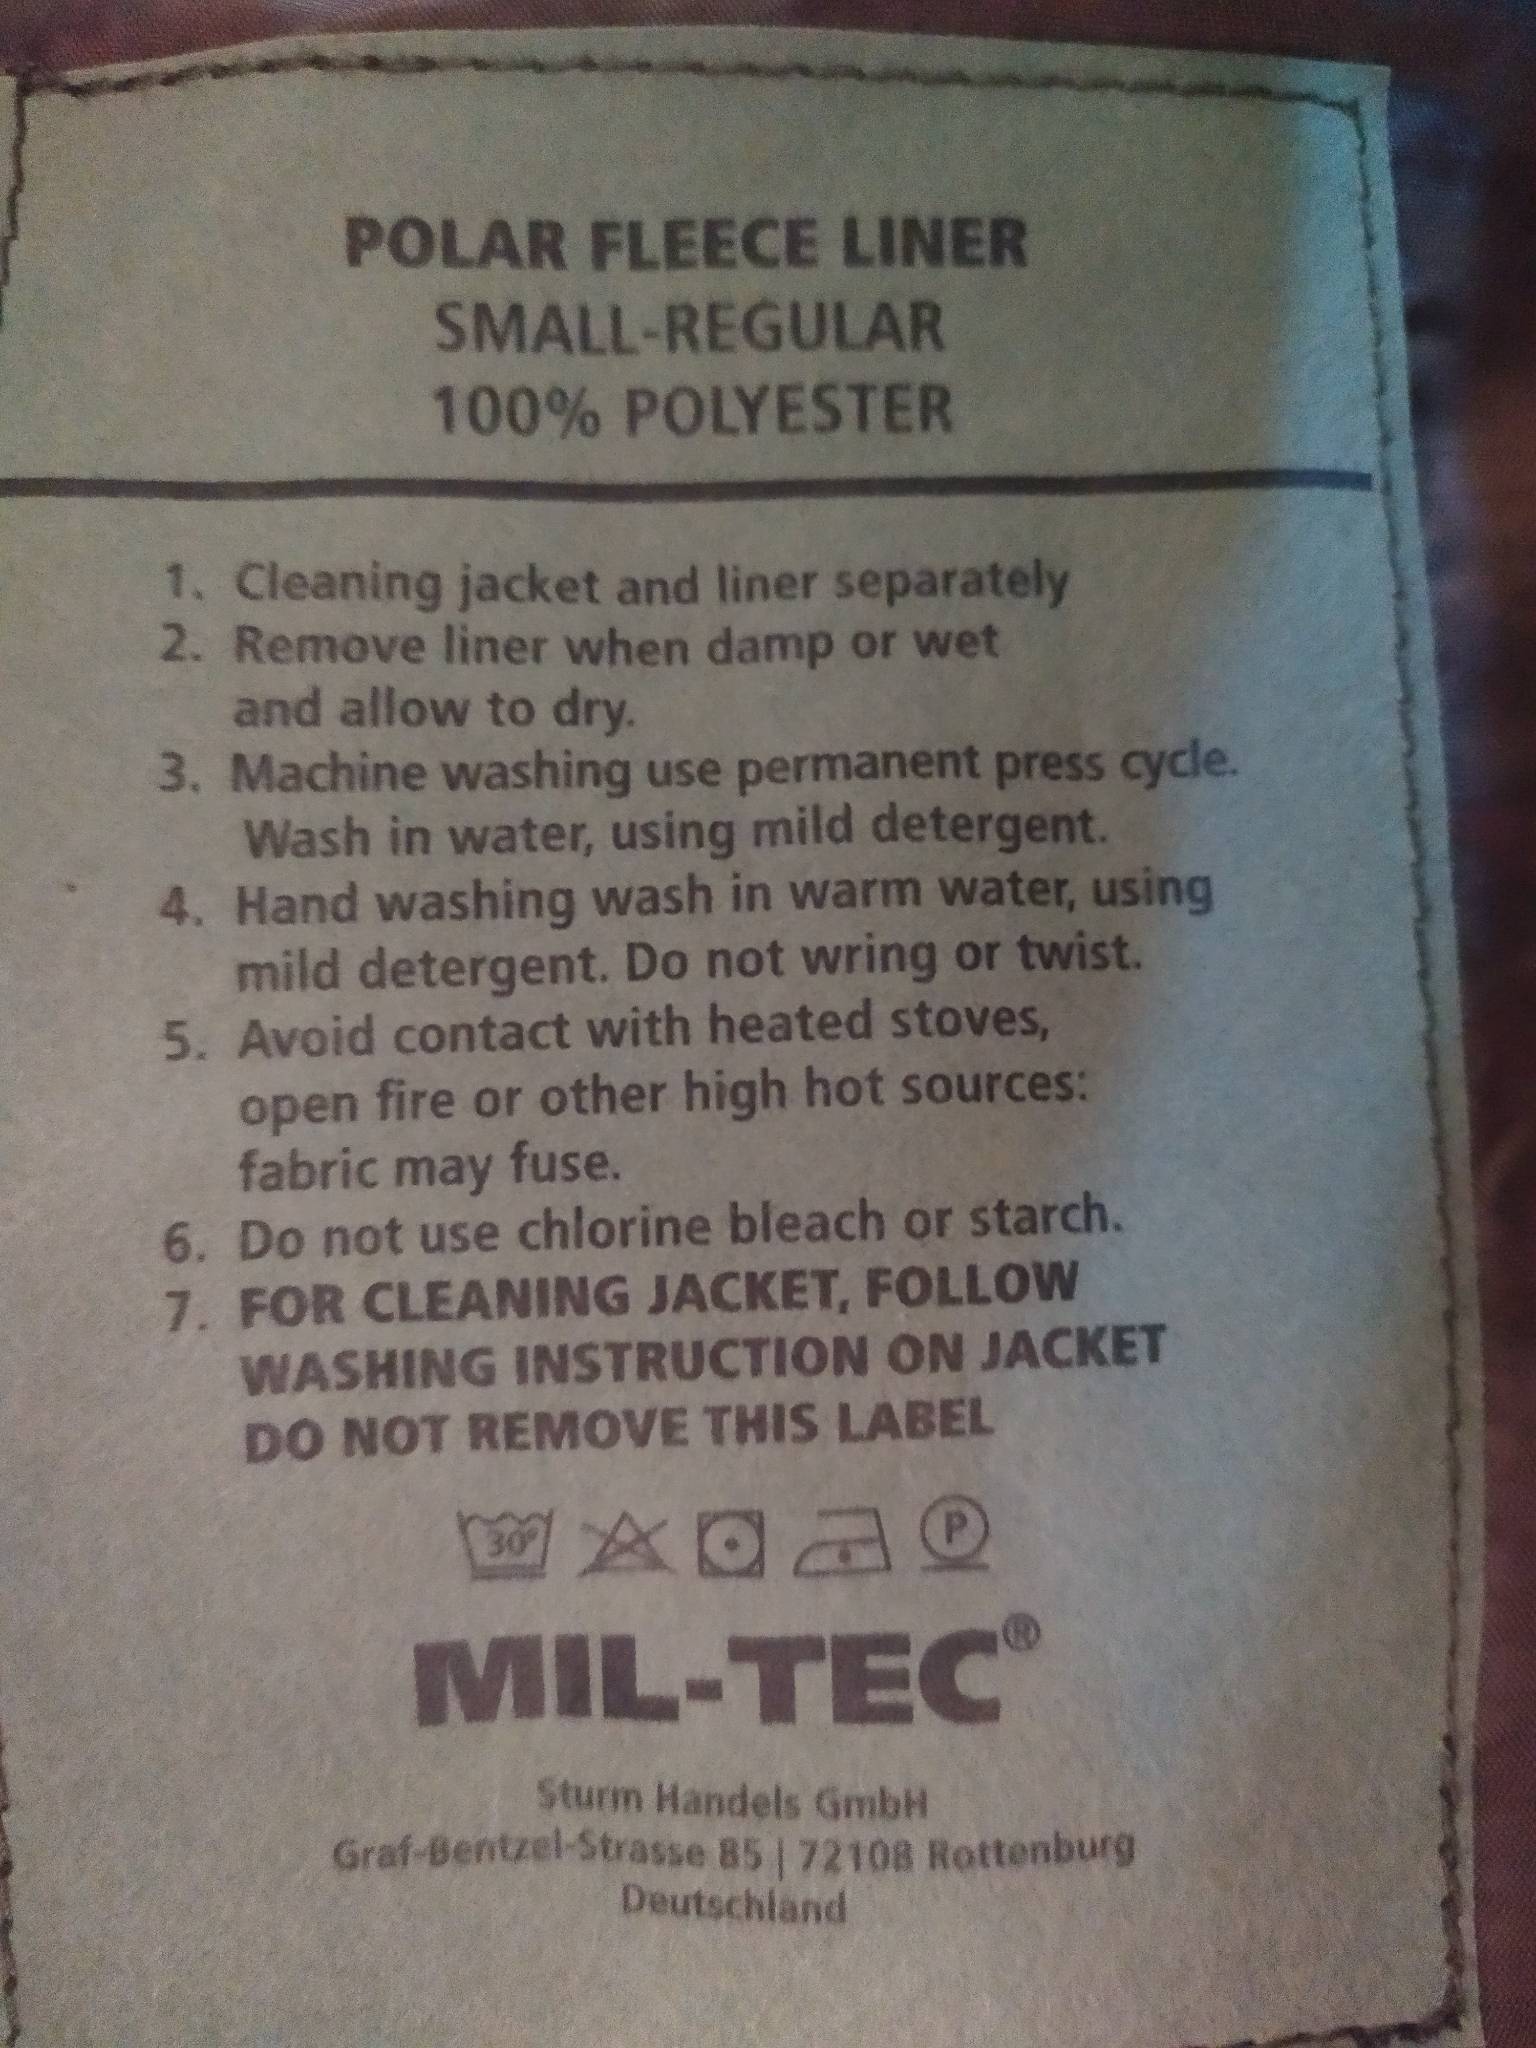 POLAR FLEECE LINER
SMALL-REGULAR
100% POLYESTER
1. Cleaning jacket and liner separately
2. Remove liner when damp or wet
and allow to dry.
3. Machine washing use permanent press cycle.
Wash in water, using mild detergent.
4. Hand washing wash in warm water, using
mild detergent. Do not wring or twist.
5. Avoid contact with heated stoves,
open fire or other high hot sources:
fabric may fuse.
6. Do not use chlorine bleach or starch.
7. FOR CLEANING JACKET, FOLLOW
WASHING INSTRUCTION ON JACKET
DO NOT REMOVE THIS LABEL
30° P
MIL-TEC®
Sturm Handels GmbH
Graf-Bentzel-Strasse 85 | 72108 Rottenburg
Deutschland